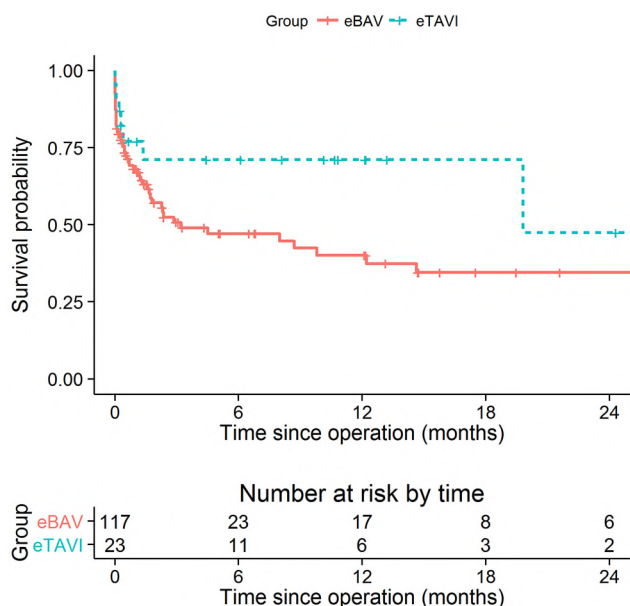 Group eBAV eTAVI
1.00
0.75
0.50
0.25
0.00
Survival probability
0 6 12 18 24
Time since operation (months)
Number at risk by time
Group
eBAV 117 23 17 8 6
eTAVI 23 11 6 3 2
0 6 12 18 24
Time since operation (months)